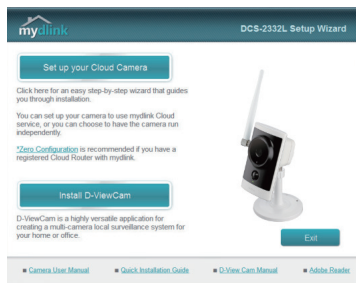 mydlink
DCS-2332L Setup Wizard
Set up your Cloud Camera
Click here for an easy step-by-step wizard that guides
you through installation.
You can set up your camera to use mydlink Cloud
service, or you can choose to have the camera run
independently.
*Zero Configuration is recommended if you have a
registered Cloud Router with mydlink.
Install D-ViewCam
D-ViewCam is a highly versatile application for
creating a multi-camera local surveillance system for
your home or office.
Exit
Camera User Manual
Quick Installation Guide
D-View Cam Manual
Adobe Reader